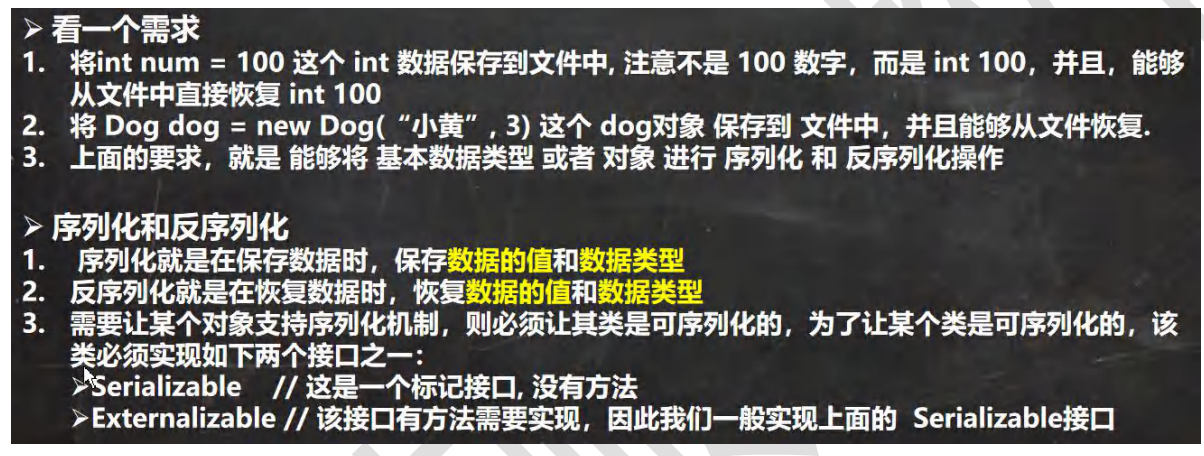 ➢ 看一个需求
1. 将int num = 100 这个 int 数据保存到文件中, 注意不是 100 数字，而是 int 100，并且，能够
从文件中直接恢复 int 100
2. 将 Dog dog = new Dog(“小黄”, 3) 这个 dog对象 保存到 文件中，并且能够从文件恢复.
3. 上面的要求，就是 能够将 基本数据类型 或者 对象 进行 序列化 和 反序列化操作
➢ 序列化和反序列化
1. 序列化就是在保存数据时，保存数据的值和数据类型
2. 反序列化就是在恢复数据时，恢复数据的值和数据类型
3. 需要让某个对象支持序列化机制，则必须让其类是可序列化的，为了让某个类是可序列化的，该
类必须实现如下两个接口之一：
➢Serializable // 这是一个标记接口, 没有方法
➢Externalizable // 该接口有方法需要实现，因此我们一般实现上面的 Serializable接口